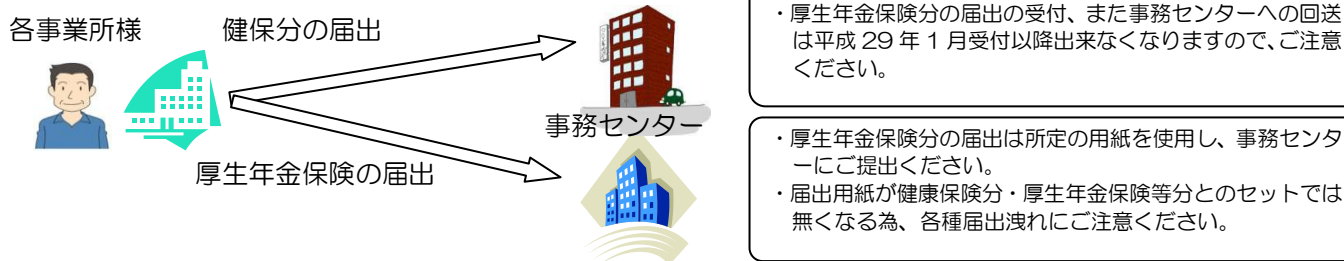 各事業所様
健保分の届出
事務センター
厚生年金保険の届出
・厚生年金保険分の届出の受付、また事務センターへの回送
は平成 29 年 1 月受付以降出来なくなりますので、ご注意
ください。
・厚生年金保険分の届出は所定の用紙を使用し、事務センタ
ーにご提出ください。
・届出用紙が健康保険分・厚生年金保険等分とのセットでは
無くなる為、各種届出洩れにご注意ください。